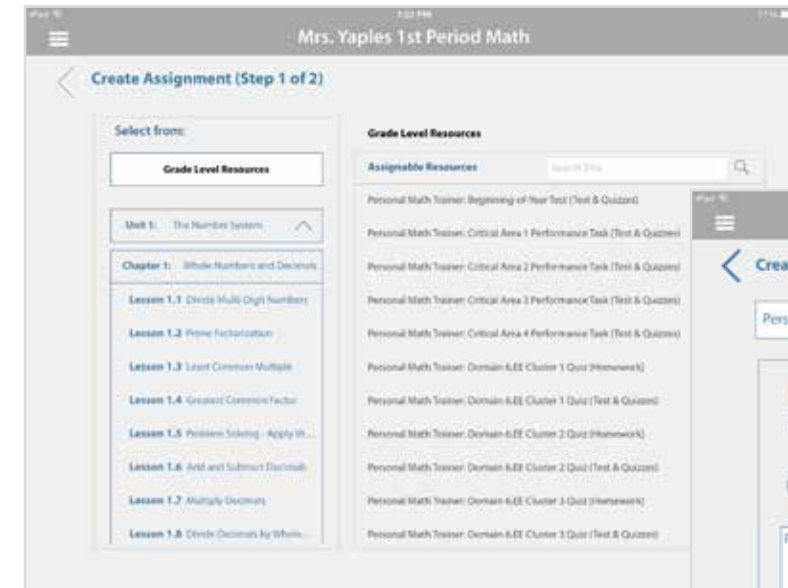 iPad
1:22 PM
Mrs. Yaples 1st Period Math
Create Assignment (Step 1 of 2)
Select from:
Grade Level Resources
Unit 1: The Number System
Chapter 1: Whole Numbers and Decimals
Lesson 1.1 Divide Multi-Digit Numbers
Lesson 1.2 Prime Factorization
Lesson 1.3 Least Common Multiple
Lesson 1.4 Greatest Common Factor
Lesson 1.5 Problem Solving - Apply th...
Lesson 1.6 Add and Subtract Decimals
Lesson 1.7 Multiply Decimals
Lesson 1.8 Divide Decimals by Whole...
Grade Level Resources
Assignable Resources
Personal Math Trainer: Beginning-of-Year Test (Test & Quizzes)
Personal Math Trainer: Critical Area 1 Performance Task (Test & Quizzes)
Personal Math Trainer: Critical Area 2 Performance Task (Test & Quizzes)
Personal Math Trainer: Critical Area 3 Performance Task (Test & Quizzes)
Personal Math Trainer: Critical Area 4 Performance Task (Test & Quizzes)
Personal Math Trainer: Domain 6.EE Cluster 1 Quiz (Homework)
Personal Math Trainer: Domain 6.EE Cluster 1 Quiz (Test & Quizzes)
Personal Math Trainer: Domain 6.EE Cluster 2 Quiz (Homework)
Personal Math Trainer: Domain 6.EE Cluster 2 Quiz (Test & Quizzes)
Personal Math Trainer: Domain 6.EE Cluster 3 Quiz (Homework)
Personal Math Trainer: Domain 6.EE Cluster 3 Quiz (Test & Quizzes)
iPad
Crea
Pers